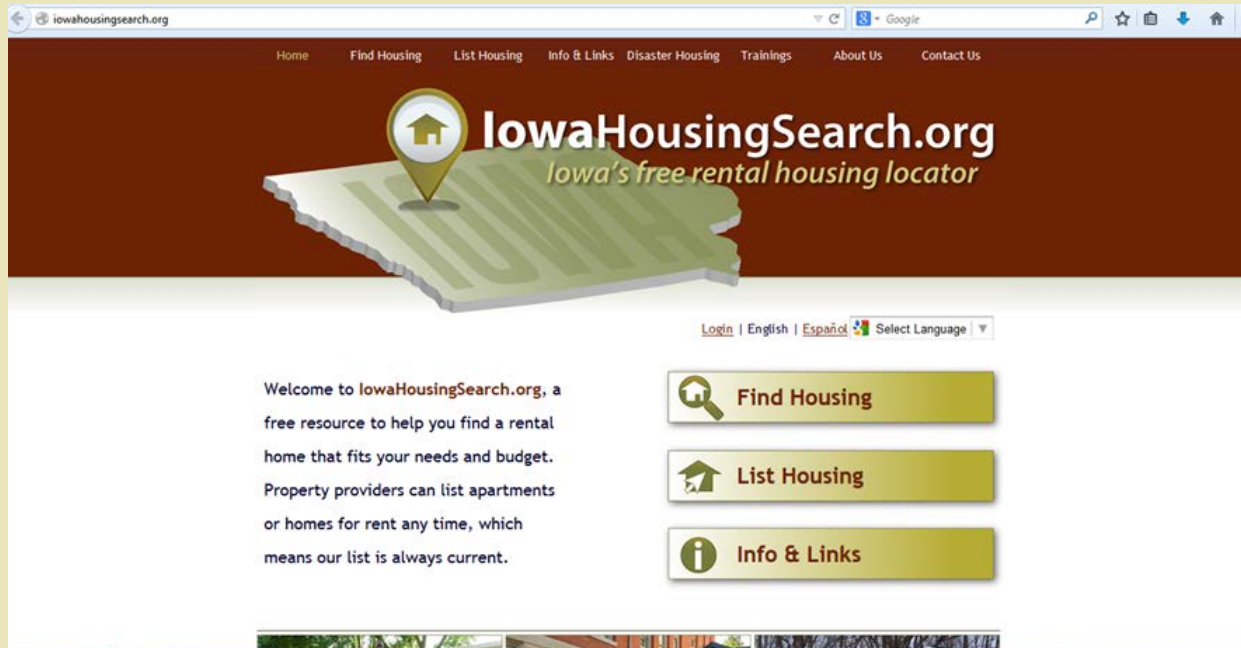 iowahousingsearch.org
Google
Home Find Housing List Housing Info & Links Disaster Housing Trainings About Us Contact Us
IowaHousingSearch.org
Iowa's free rental housing locator
IOWA
Login | English | Español Select Language
Welcome to IowaHousingSearch.org, a
free resource to help you find a rental
home that fits your needs and budget.
Property providers can list apartments
or homes for rent any time, which
means our list is always current.
Find Housing
List Housing
Info & Links